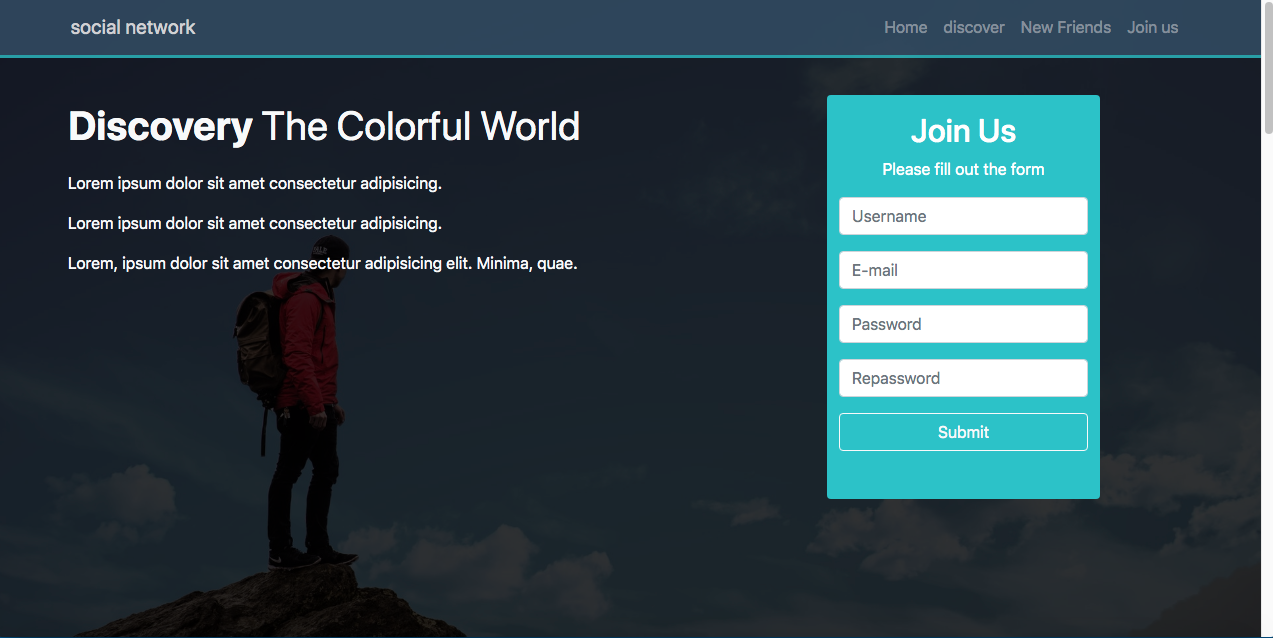 social network
Home discover New Friends Join us
Discovery The Colorful World
Lorem ipsum dolor sit amet consectetur adipisicing.
Lorem ipsum dolor sit amet consectetur adipisicing.
Lorem, ipsum dolor sit amet consectetur adipisicing elit. Minima, quae.
Join Us
Please fill out the form
Username
E-mail
Password
Repassword
Submit